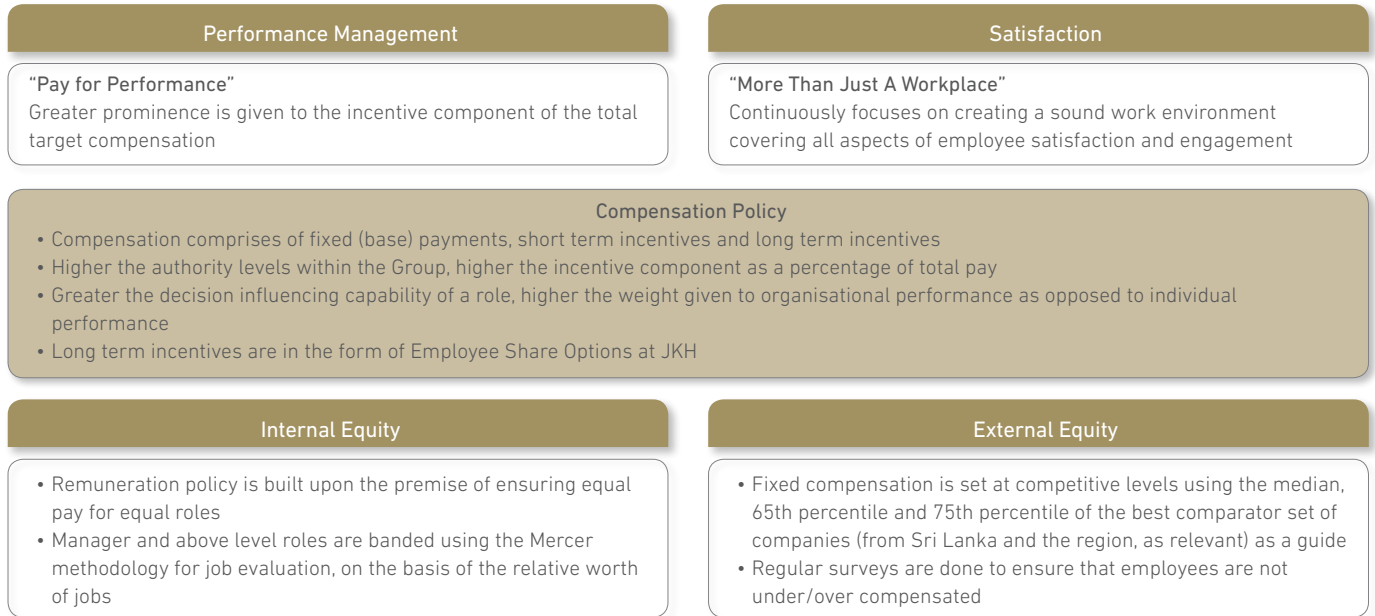 Performance Management
"Pay for Performance"
Greater prominence is given to the incentive component of the total
target compensation
Satisfaction
"More Than Just A Workplace"
Continuously focuses on creating a sound work environment
covering all aspects of employee satisfaction and engagement
Compensation Policy
• Compensation comprises of fixed (base) payments, short term incentives and long term incentives
• Higher the authority levels within the Group, higher the incentive component as a percentage of total pay
• Greater the decision influencing capability of a role, higher the weight given to organisational performance as opposed to individual
performance
• Long term incentives are in the form of Employee Share Options at JKH
Internal Equity
• Remuneration policy is built upon the premise of ensuring equal
pay for equal roles
• Manager and above level roles are banded using the Mercer
methodology for job evaluation, on the basis of the relative worth
of jobs
External Equity
• Fixed compensation is set at competitive levels using the median,
65th percentile and 75th percentile of the best comparator set of
companies (from Sri Lanka and the region, as relevant) as a guide
• Regular surveys are done to ensure that employees are not
under/over compensated